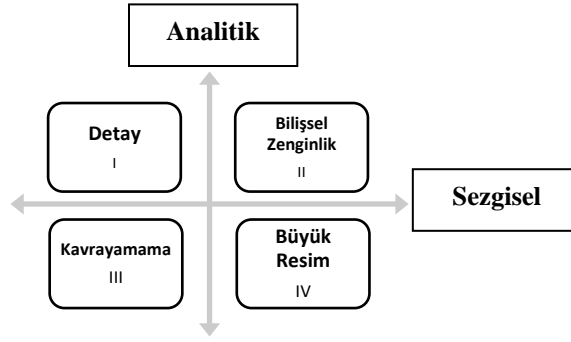 Analitik
Detay
I
Bilişsel
Zenginlik
II
Sezgisel
Kavrayamama
III
Büyük
Resim
IV